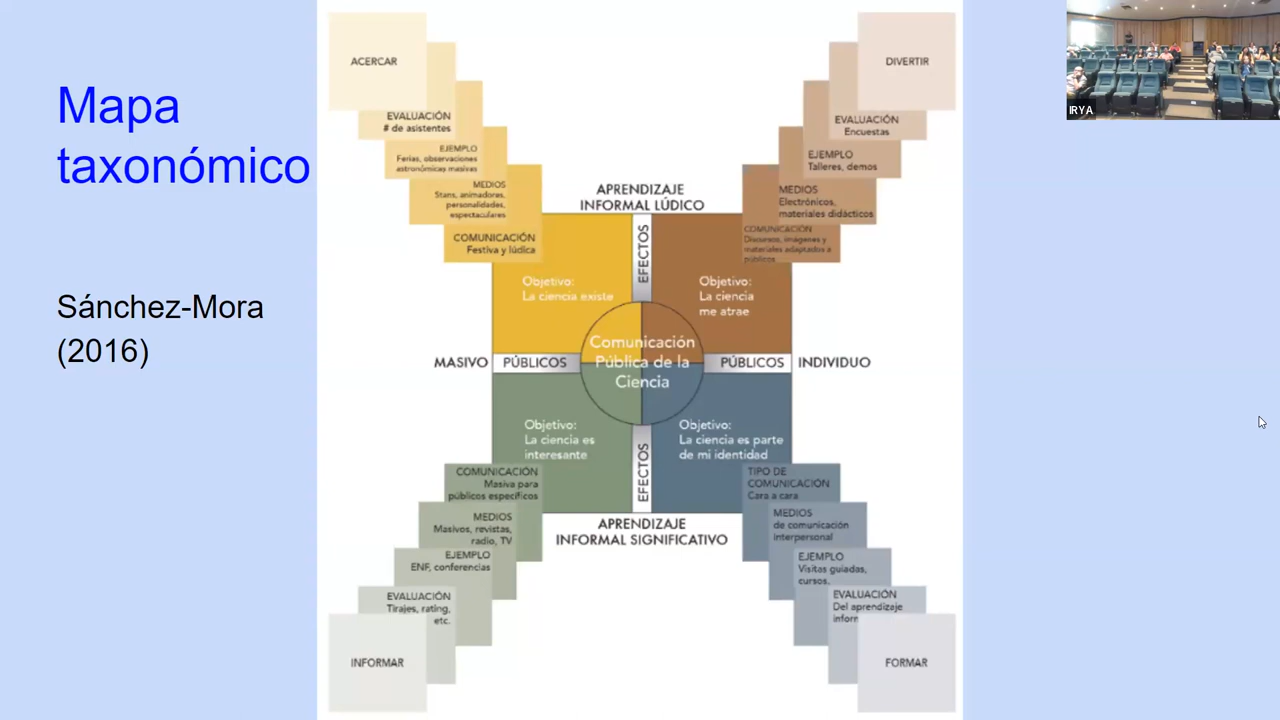 Mapa
taxonómico
Sánchez-Mora
(2016)
ACERCAR
EVALUACIÓN
# de asistentes
EJEMPLO
Ferias, observaciones
astronómicas masivas
MEDIOS
Stans, animadores,
personalidades,
espectaculares
COMUNICACIÓN
Festiva y lúdica
DIVERTIR
EVALUACIÓN
Encuestas
EJEMPLO
Talleres, demos
MEDIOS
Electrónicos,
materiales didácticos
COMUNICACIÓN
Discursos, imágenes y
materiales adaptados a
públicos
APRENDIZAJE
INFORMAL LÚDICO
EFECTOS
Objetivo:
La ciencia existe
Objetivo:
La ciencia
me atrae
MASIVO
PÚBLICOS
Comunicación
Pública de la
Ciencia
PÚBLICOS
INDIVIDUO
Objetivo:
La ciencia es
interesante
Objetivo:
La ciencia es parte
de mi identidad
EFECTOS
APRENDIZAJE
INFORMAL SIGNIFICATIVO
COMUNICACIÓN
Masiva para
públicos específicos
MEDIOS
Masivos, revistas,
radio, TV
EJEMPLO
ENF, conferencias
EVALUACIÓN
Tirajes, rating,
etc.
INFORMAR
TIPO DE
COMUNICACIÓN
Cara a cara
MEDIOS
de comunicación
interpersonal
EJEMPLO
Visitas guiadas,
cursos,
EVALUACIÓN
Del aprendizaje
FORMAR
IRYA